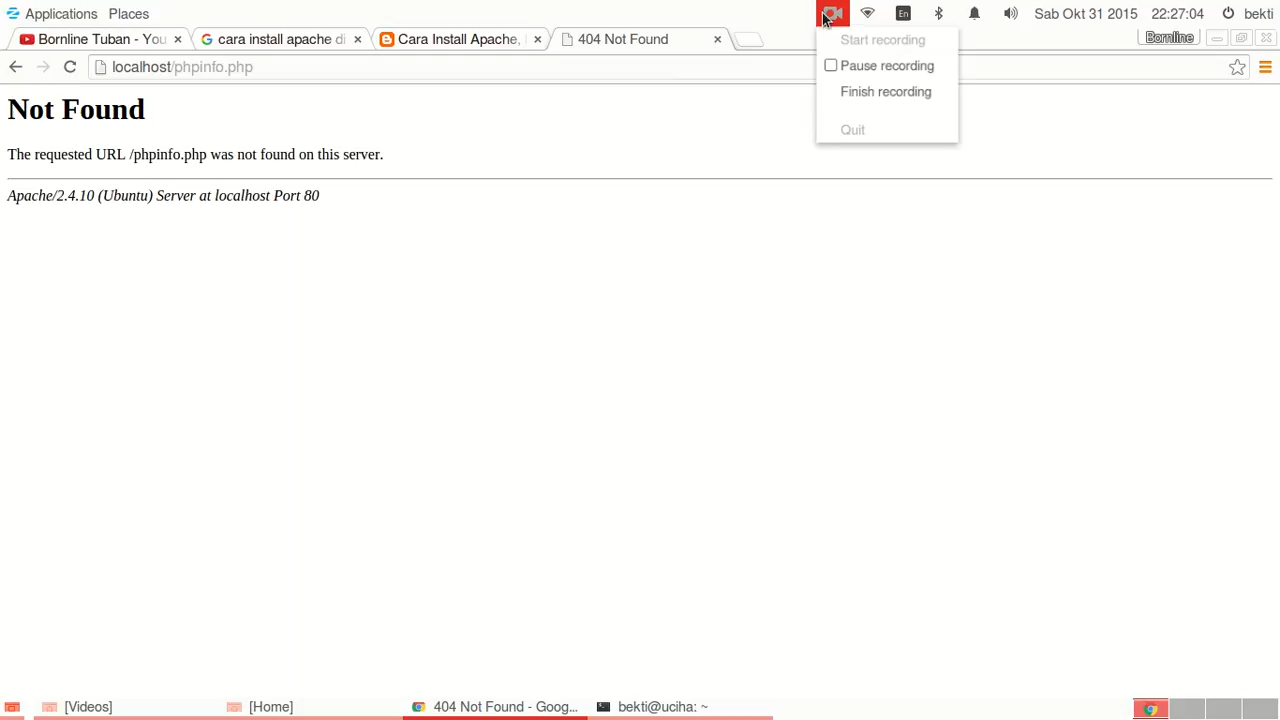 Applications Places En Sab Okt 31 2015 22:27:04 bekti
Bornline Tuban - You cara install apache di Cara Install Apache, 404 Not Found Bornline
localhost/phpinfo.php
Start recording
Pause recording
Finish recording
Quit
Not Found
The requested URL /phpinfo.php was not found on this server.
Apache/2.4.10 (Ubuntu) Server at localhost Port 80
[Videos] [Home] 404 Not Found - Goog... bekti@uciha: ~